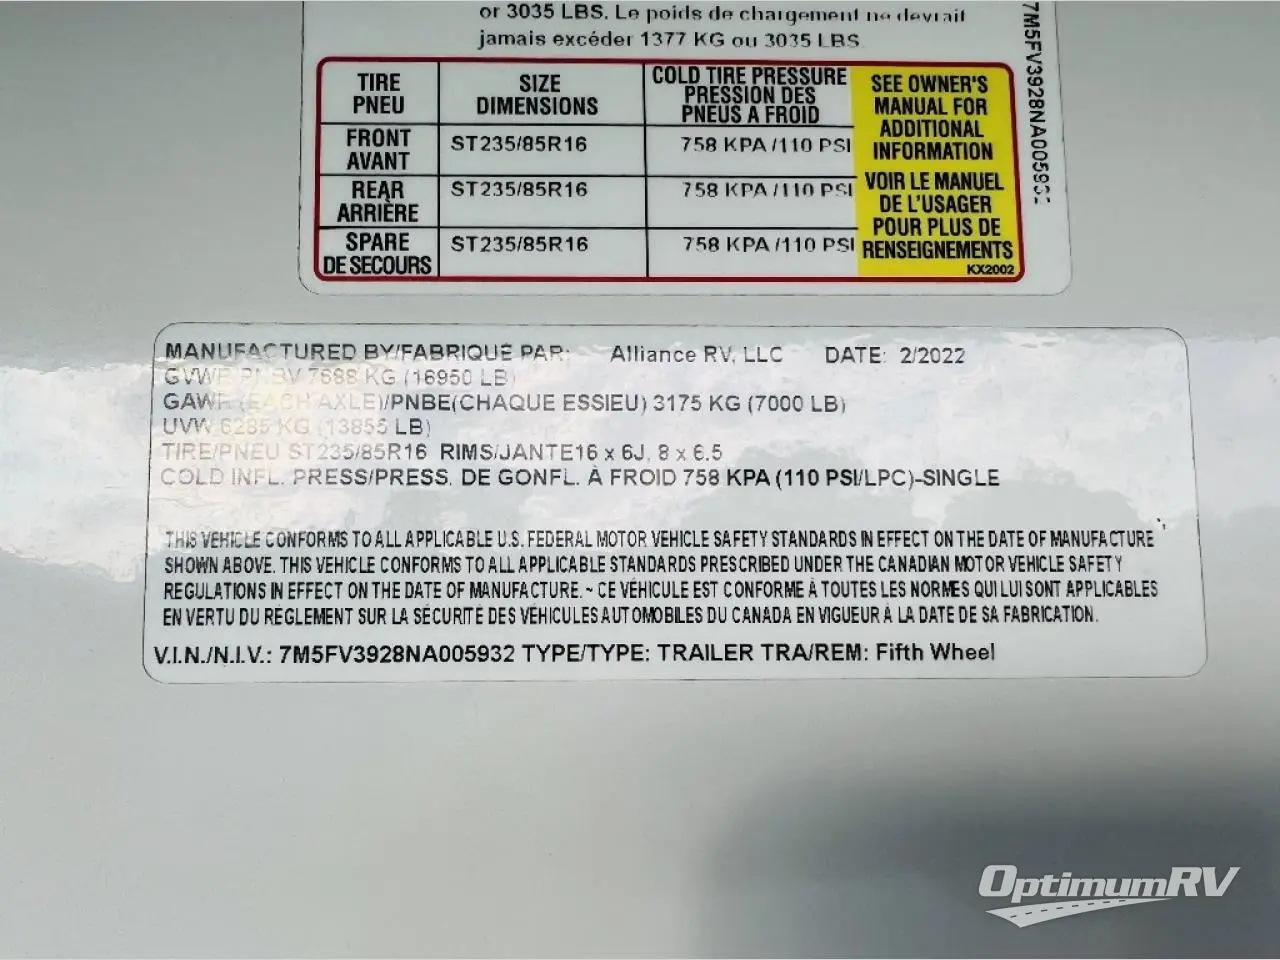 or 3035 LBS. Le poids de chargement ne devrait
jamais excéder 1377 KG ou 3035 LBS
TIRE PNEU SIZE DIMENSIONS COLD TIRE PRESSURE PRESSION DES PNEUS A FROID
FRONT AVANT ST235/85R16 758 KPA /110 PSI
REAR ARRIÈRE ST235/85R16 758 KPA /110 PSI
SPARE DE SECOURS ST235/85R16 758 KPA /110 PSI
SEE OWNER'S
MANUAL FOR
ADDITIONAL
INFORMATION
VOIR LE MANUEL
DE L'USAGER
POUR PLUS DE
RENSEIGNEMENTS
KX2002
7M5FV3928NA005932
MANUFACTURED BY/FABRIQUÉ PAR: Alliance RV, LLC DATE: 2/2022
GVWR PNBV 7688 KG (16950 LB)
GAWR (EACH AXLE)/PNBE(CHAQUE ESSIEU) 3175 KG (7000 LB)
UVW 6285 KG (13855 LB)
TIRE/PNEU ST235/85R16 RIMS/JANTE16 x 6J, 8 x 6.5
COLD INFL. PRESS/PRESS. DE GONFL. À FROID 758 KPA (110 PSI/LPC)-SINGLE
THIS VEHICLE CONFORMS TO ALL APPLICABLE U.S. FEDERAL MOTOR VEHICLE SAFETY STANDARDS IN EFFECT ON THE DATE OF MANUFACTURE
SHOWN ABOVE. THIS VEHICLE CONFORMS TO ALL APPLICABLE STANDARDS PRESCRIBED UNDER THE CANADIAN MOTOR VEHICLE SAFETY
REGULATIONS IN EFFECT ON THE DATE OF MANUFACTURE. ~ CE VÉHICULE EST CONFORME À TOUTES LES NORMES QUI LUI SONT APPLICABLES
EN VERTU DU RÉGLEMENT SUR LA SÉCURITÉ DES VÉHICULES AUTOMOBILES DU CANADA EN VIGUEUR À LA DATE DE SA FABRICATION.
V.I.N./N.I.V.: 7M5FV3928NA005932 TYPE/TYPE: TRAILER TRA/REM: Fifth Wheel
OptimumRV